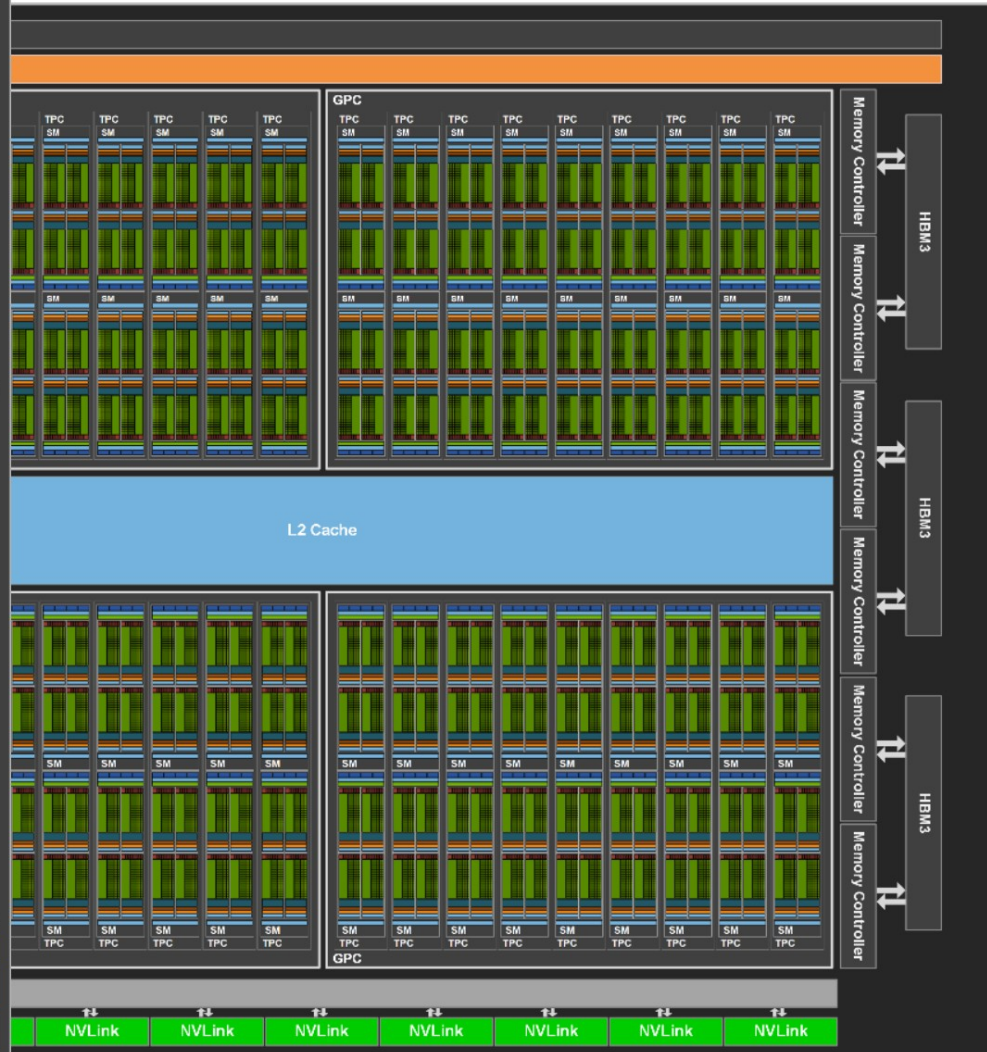 GPC
TPC TPC TPC TPC TPC TPC TPC TPC TPC TPC TPC TPC TPC TPC
SM SM SM SM SM SM SM SM SM SM SM SM SM SM
SM SM SM SM SM SM SM SM SM SM SM SM SM SM
L2 Cache
SM SM SM SM SM SM SM SM SM SM SM SM SM SM
SM SM SM SM SM SM SM SM SM SM SM SM SM SM
TPC TPC TPC TPC TPC TPC TPC TPC TPC TPC TPC TPC TPC TPC
GPC
Memory Controller
Memory Controller
Memory Controller
Memory Controller
Memory Controller
Memory Controller
HBM3
HBM3
HBM3
NVLink NVLink NVLink NVLink NVLink NVLink NVLink